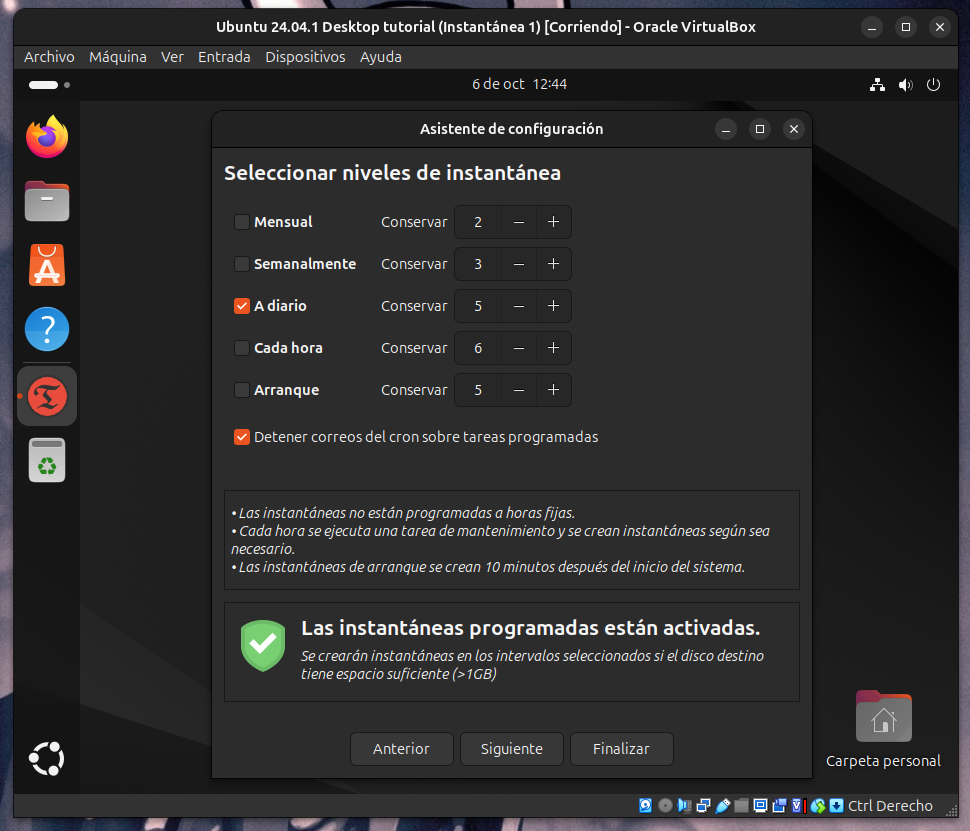 Ubuntu 24.04.1 Desktop tutorial (Instantánea 1) [Corriendo] - Oracle VirtualBox
Archivo Máquina Ver Entrada Dispositivos Ayuda
6 de oct 12:44
Asistente de configuración
Seleccionar niveles de instantánea
Mensual Conservar 2 − +
Semanalmente Conservar 3 − +
A diario Conservar 5 − +
Cada hora Conservar 6 − +
Arranque Conservar 5 − +
Detener correos del cron sobre tareas programadas
• Las instantáneas no están programadas a horas fijas.
• Cada hora se ejecuta una tarea de mantenimiento y se crean instantáneas según sea
necesario.
• Las instantáneas de arranque se crean 10 minutos después del inicio del sistema.
Las instantáneas programadas están activadas.
Se crearán instantáneas en los intervalos seleccionados si el disco destino
tiene espacio suficiente (>1GB)
Anterior Siguiente Finalizar
Carpeta personal
Ctrl Derecho